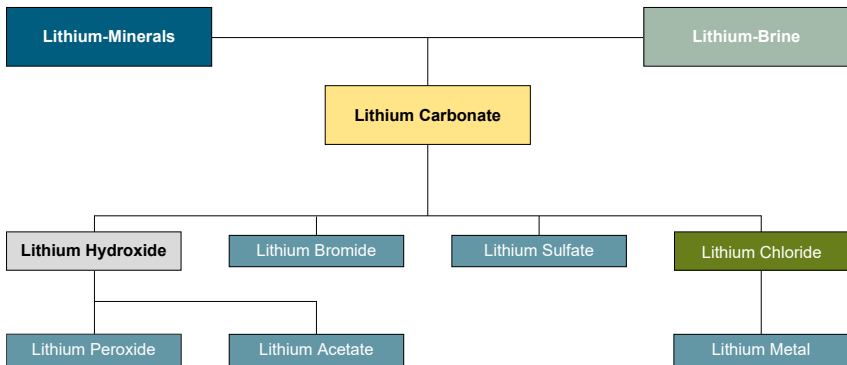 Lithium-Minerals
Lithium-Brine
Lithium Carbonate
Lithium Hydroxide
Lithium Bromide
Lithium Sulfate
Lithium Chloride
Lithium Peroxide
Lithium Acetate
Lithium Metal